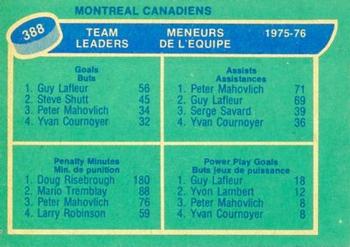 MONTREAL CANADIENS
388
TEAM LEADERS
MENEURS DE L'EQUIPE
1975-76
Goals
Buts
1. Guy Lafleur 56
2. Steve Shutt 45
3. Peter Mahovlich 34
4. Yvan Cournoyer 32
Assists
Assistances
1. Peter Mahovlich 71
2. Guy Lafleur 69
3. Serge Savard 39
4. Yvan Cournoyer 36
Penalty Minutes
Min. de punition
1. Doug Risebrough 180
2. Mario Tremblay 88
3. Peter Mahovlich 76
4. Larry Robinson 59
Power Play Goals
Buts jeux de puissance
1. Guy Lafleur 18
2. Yvon Lambert 12
3. Peter Mahovlich 8
4. Yvan Cournoyer 8